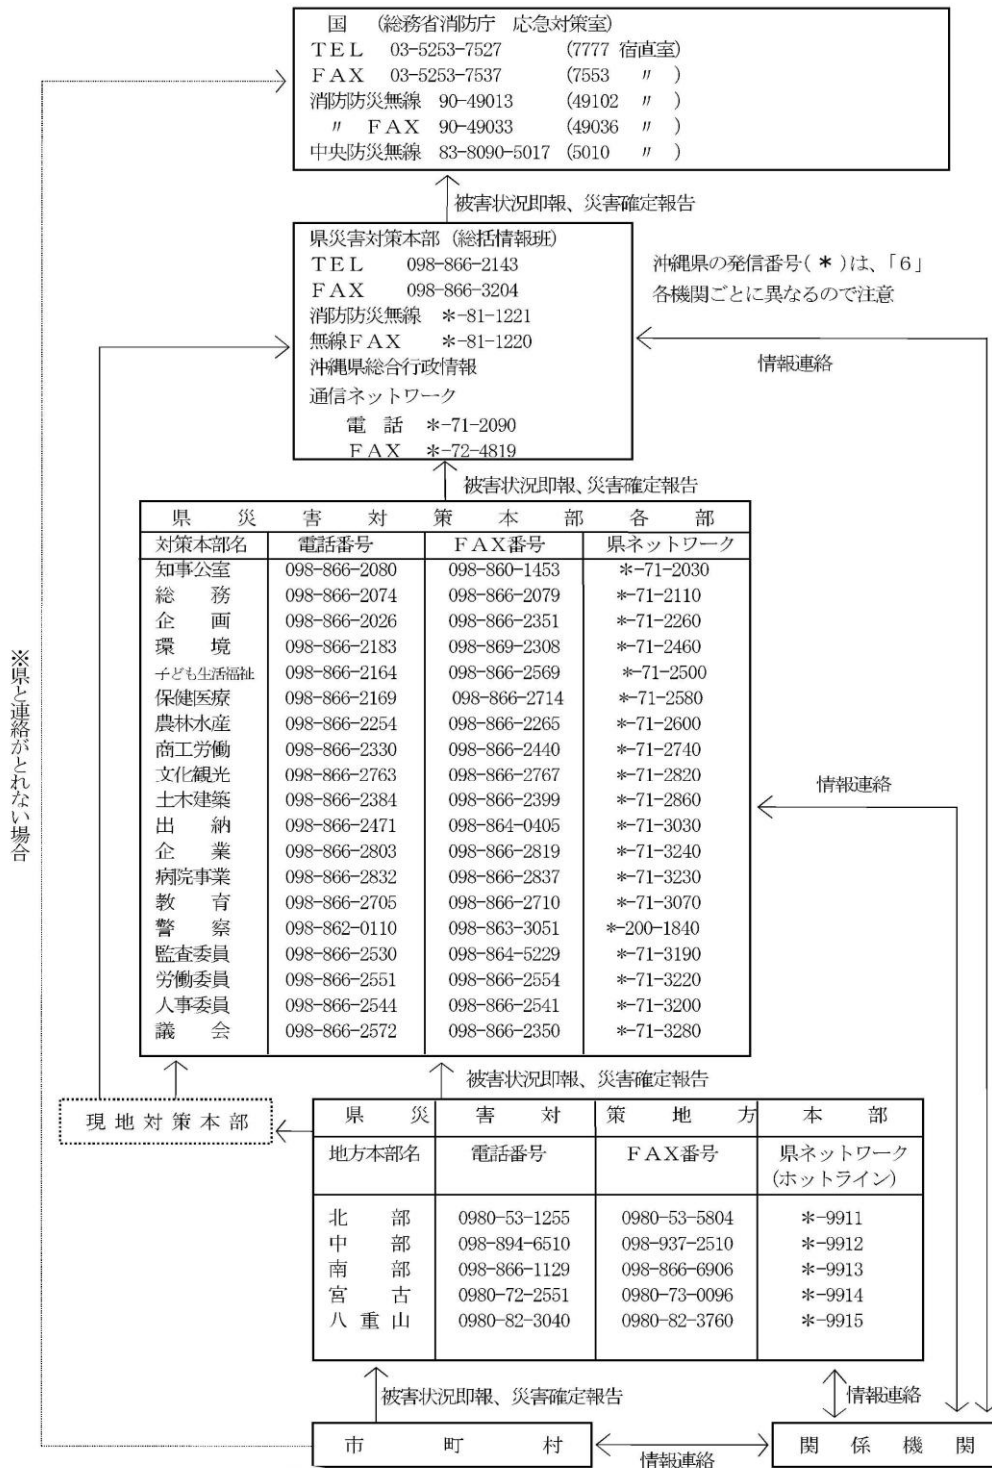 国　(総務省消防庁　応急対策室)
ＴＥＬ　03-5253-7527　(7777 宿直室)
ＦＡＸ　03-5253-7537　(7553　〃　)
消防防災無線　90-49013　(49102　〃　)
〃　ＦＡＸ　90-49033　(49036　〃　)
中央防災無線　83-8090-5017　(5010　〃　)
被害状況即報、災害確定報告
県災害対策本部（総括情報班）
ＴＥＬ　098-866-2143
ＦＡＸ　098-866-3204
消防防災無線　＊-81-1221
無線ＦＡＸ　＊-81-1220
沖縄県総合行政情報
通信ネットワーク
電　話　＊-71-2090
ＦＡＸ　＊-72-4819
沖縄県の発信番号(＊)は、「６」
各機関ごとに異なるので注意
情報連絡
被害状況即報、災害確定報告
県　災　害　対　策　本　部　各　部
対策本部名　電話番号　ＦＡＸ番号　県ネットワーク
知事公室　098-866-2080　098-860-1453　＊-71-2030
総　務　098-866-2074　098-866-2079　＊-71-2110
企　画　098-866-2026　098-866-2351　＊-71-2260
環　境　098-866-2183　098-869-2308　＊-71-2460
子ども生活福祉　098-866-2164　098-866-2569　＊-71-2500
保健医療　098-866-2169　098-866-2714　＊-71-2580
農林水産　098-866-2254　098-866-2265　＊-71-2600
商工労働　098-866-2330　098-866-2440　＊-71-2740
文化観光　098-866-2763　098-866-2767　＊-71-2820
土木建築　098-866-2384　098-866-2399　＊-71-2860
出　納　098-866-2471　098-864-0405　＊-71-3030
企　業　098-866-2803　098-866-2819　＊-71-3240
病院事業　098-866-2832　098-866-2837　＊-71-3230
教　育　098-866-2705　098-866-2710　＊-71-3070
警　察　098-862-0110　098-863-3051　＊-200-1840
監査委員　098-866-2530　098-864-5229　＊-71-3190
労働委員　098-866-2551　098-866-2554　＊-71-3220
人事委員　098-866-2544　098-866-2541　＊-71-3200
議　会　098-866-2572　098-866-2350　＊-71-3280
情報連絡
※県と連絡がとれない場合
被害状況即報、災害確定報告
現地対策本部
県　災　害　対　策　地　方　本　部
地方本部名　電話番号　ＦＡＸ番号　県ネットワーク
(ホットライン)
北　部　0980-53-1255　0980-53-5804　＊-9911
中　部　098-894-6510　098-937-2510　＊-9912
南　部　098-866-1129　098-866-6906　＊-9913
宮　古　0980-72-2551　0980-73-0096　＊-9914
八　重　山　0980-82-3040　0980-82-3760　＊-9915
被害状況即報、災害確定報告
情報連絡
市　町　村
情報連絡
関　係　機　関